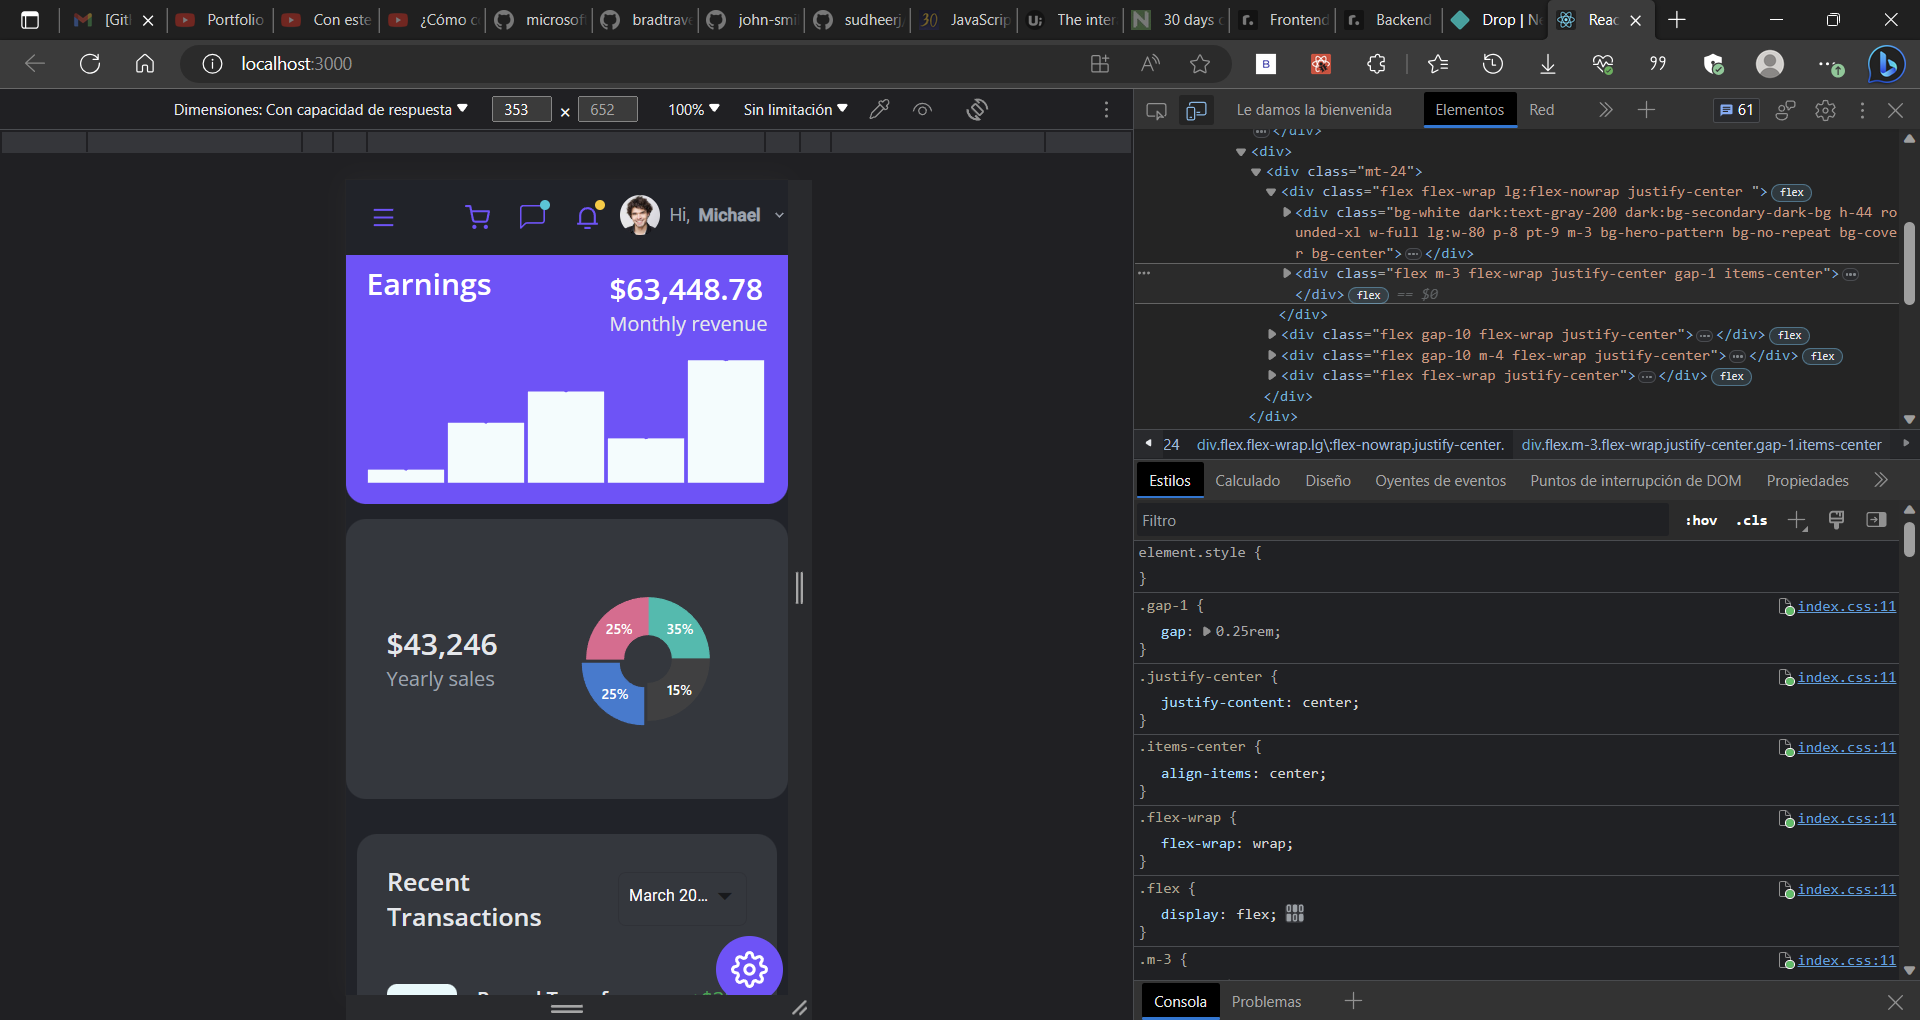 [Gitl
Portfolio
Con este
¿Cómo c
microsof
bradtrave
john-smi
sudheerj
30 JavaScrip
The inter
30 days c
Frontend
Backend
Drop | Ne
Reac
localhost:3000
Dimensiones: Con capacidad de respuesta
353
×
652
100%
Sin limitación
Hi, Michael
Earnings
$63,448.78
Monthly revenue
$43,246
Yearly sales
25%
35%
25%
15%
Recent
Transactions
March 20...
Le damos la bienvenida
Elementos
Red
61
</div>
<div>
<div class="mt-24">
<div class="flex flex-wrap lg:flex-nowrap justify-center "> flex
<div class="bg-white dark:text-gray-200 dark:bg-secondary-dark-bg h-44 ro
unded-xl w-full lg:w-80 p-8 pt-9 m-3 bg-hero-pattern bg-no-repeat bg-cove
r bg-center"> … </div>
<div class="flex m-3 flex-wrap justify-center gap-1 items-center"> …
</div> flex == $0
</div>
<div class="flex gap-10 flex-wrap justify-center"> … </div> flex
<div class="flex gap-10 m-4 flex-wrap justify-center"> … </div> flex
<div class="flex flex-wrap justify-center"> … </div> flex
</div>
</div>
24
div.flex.flex-wrap.lg\:flex-nowrap.justify-center.
div.flex.m-3.flex-wrap.justify-center.gap-1.items-center
Estilos
Calculado
Diseño
Oyentes de eventos
Puntos de interrupción de DOM
Propiedades
Filtro
:hov
.cls
element.style {
}
.gap-1 {
index.css:11
gap: 0.25rem;
}
.justify-center {
index.css:11
justify-content: center;
}
.items-center {
index.css:11
align-items: center;
}
.flex-wrap {
index.css:11
flex-wrap: wrap;
}
.flex {
index.css:11
display: flex;
}
.m-3 {
index.css:11
Consola
Problemas